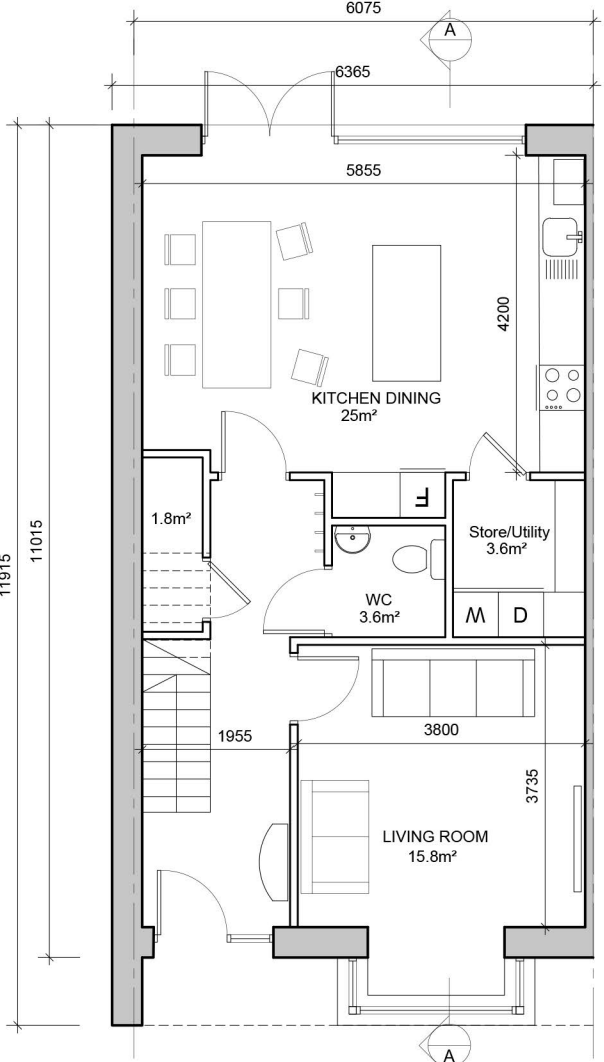 6075
A
6365
5855
4200
KITCHEN DINING
25m²
F
1.8m²
Store/Utility
3.6m²
WC
3.6m²
W D
11915
11015
1955
3800
3735
LIVING ROOM
15.8m²
A